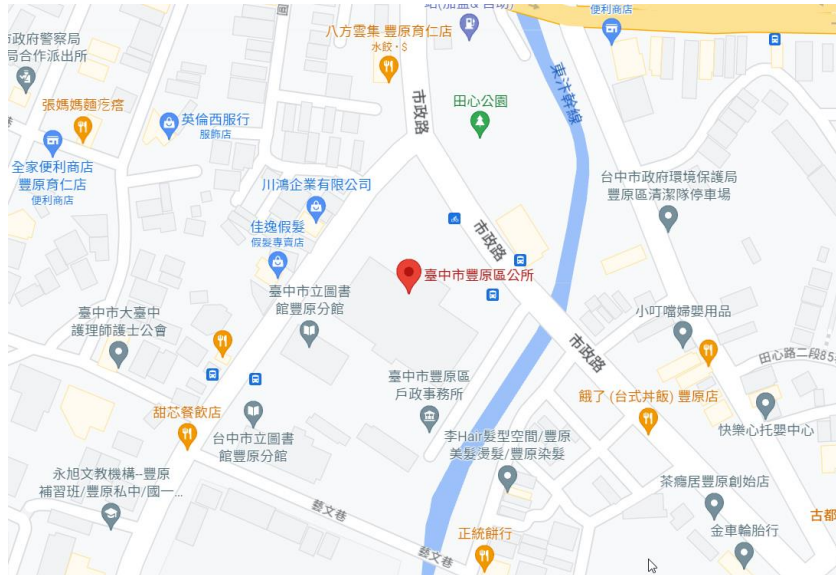 便利商店
市政府警察局
局合作派出所
八方雲集 豐原育仁店
水餃・$
市政路
田心公園
東汴幹線
張媽媽麵疙瘩
英倫西服行
服飾店
全家便利商店
豐原育仁店
便利商店
川鴻企業有限公司
台中市政府環境保護局
豐原區清潔隊停車場
佳逸假髮
假髮專賣店
市政路
臺中市豐原區公所
臺中市立圖書
館豐原分館
臺中市大臺中
護理師護士公會
小叮噹婦嬰用品
市政路
田心路二段85
臺中市豐原區
戶政事務所
餓了 (台式丼飯) 豐原店
甜芯餐飲店
台中市立圖書
館豐原分館
李Hair髮型空間/豐原
美髮燙髮/豐原染髮
快樂心托嬰中心
永旭文教機構--豐原
補習班/豐原私中/國一...
茶癮居豐原創始店
藝文巷
古都
正統餅行
金車輪胎行
藝文巷